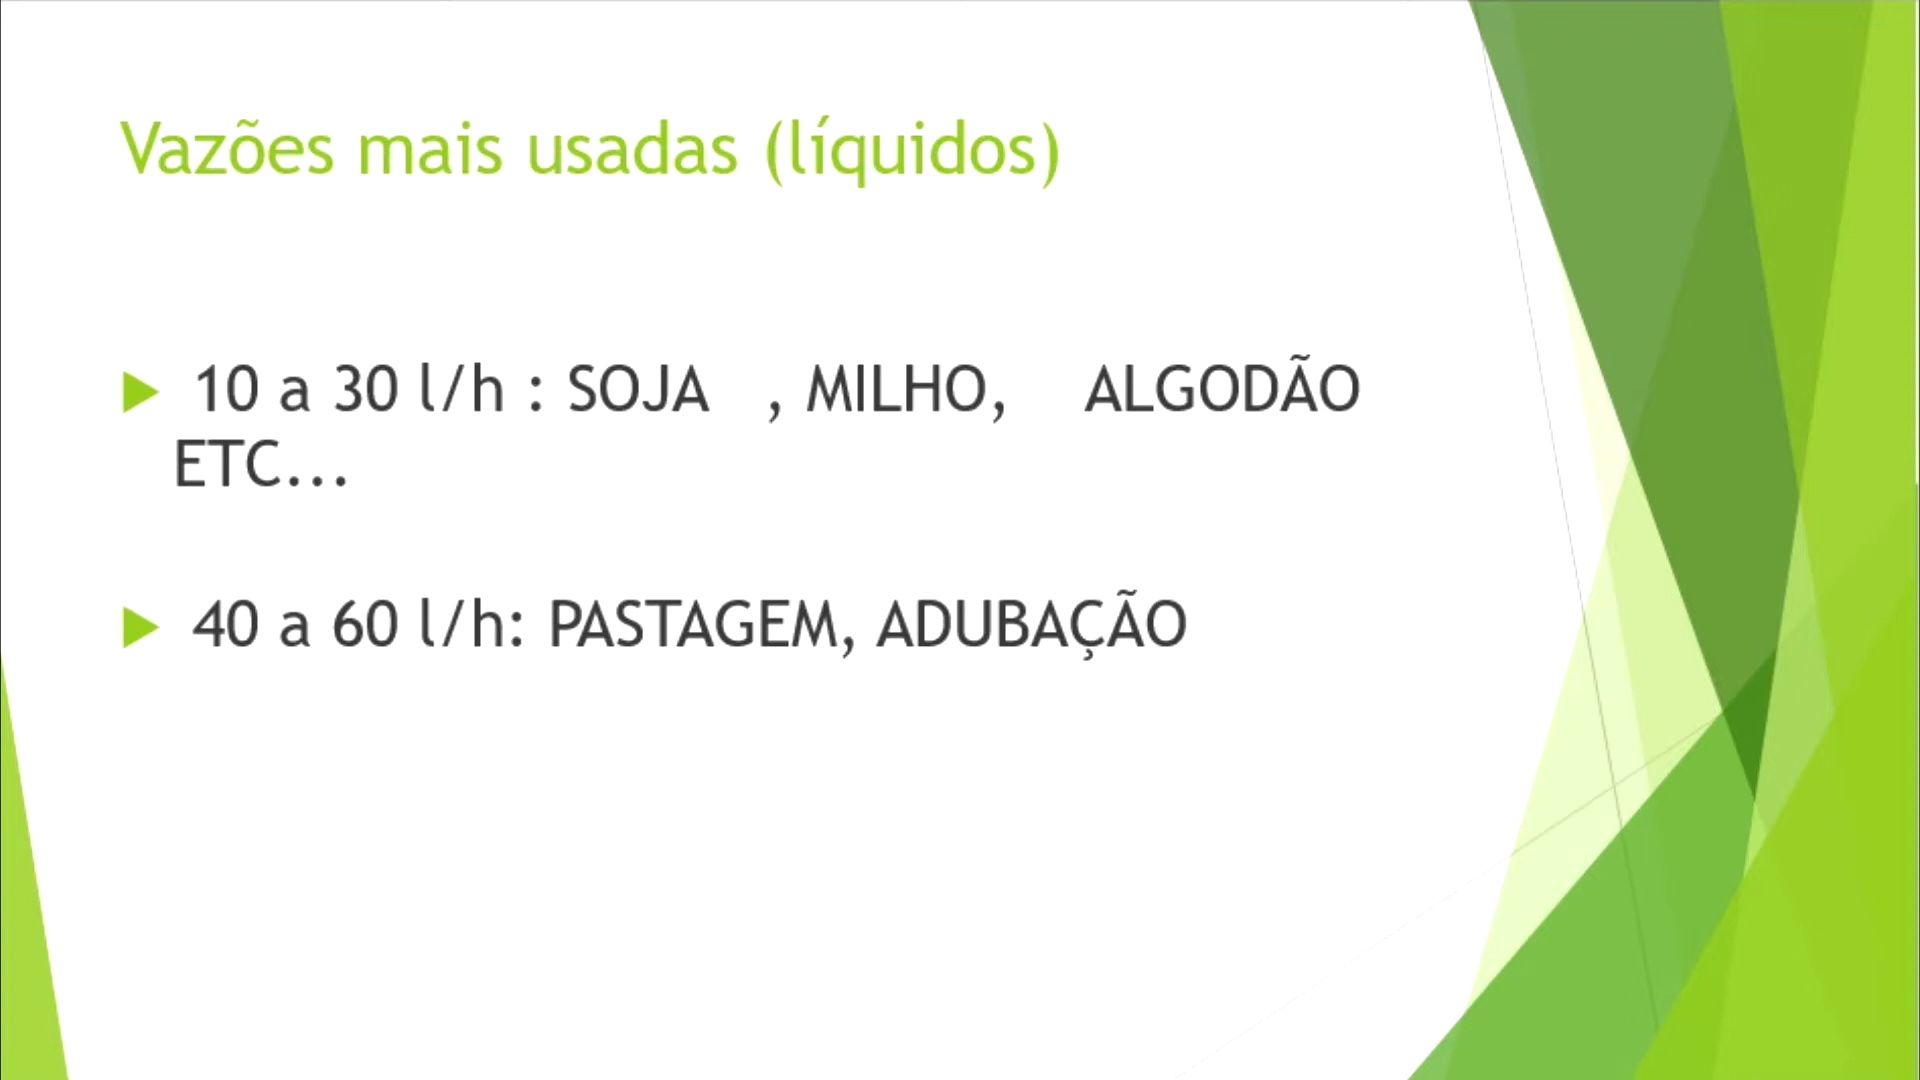 Vazões mais usadas (líquidos)
10 a 30 l/h : SOJA , MILHO, ALGODÃO
ETC...
40 a 60 l/h: PASTAGEM, ADUBAÇÃO